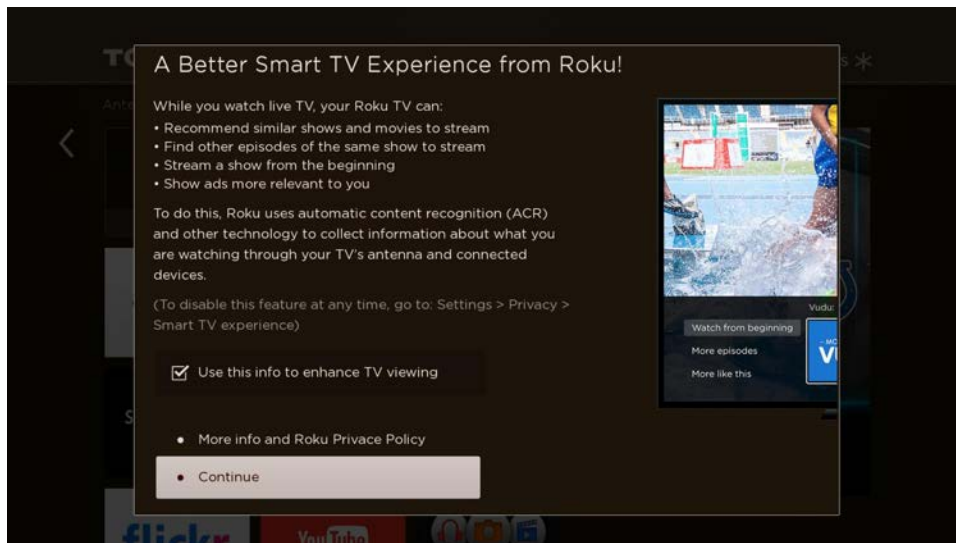 A Better Smart TV Experience from Roku!
While you watch live TV, your Roku TV can:
• Recommend similar shows and movies to stream
• Find other episodes of the same show to stream
• Stream a show from the beginning
• Show ads more relevant to you
To do this, Roku uses automatic content recognition (ACR)
and other technology to collect information about what you
are watching through your TV's antenna and connected
devices.
(To disable this feature at any time, go to: Settings > Privacy >
Smart TV experience)
Use this info to enhance TV viewing
• More info and Roku Privace Policy
• Continue
Vudu:
Watch from beginning
More episodes
More like this
flickr
YouTube